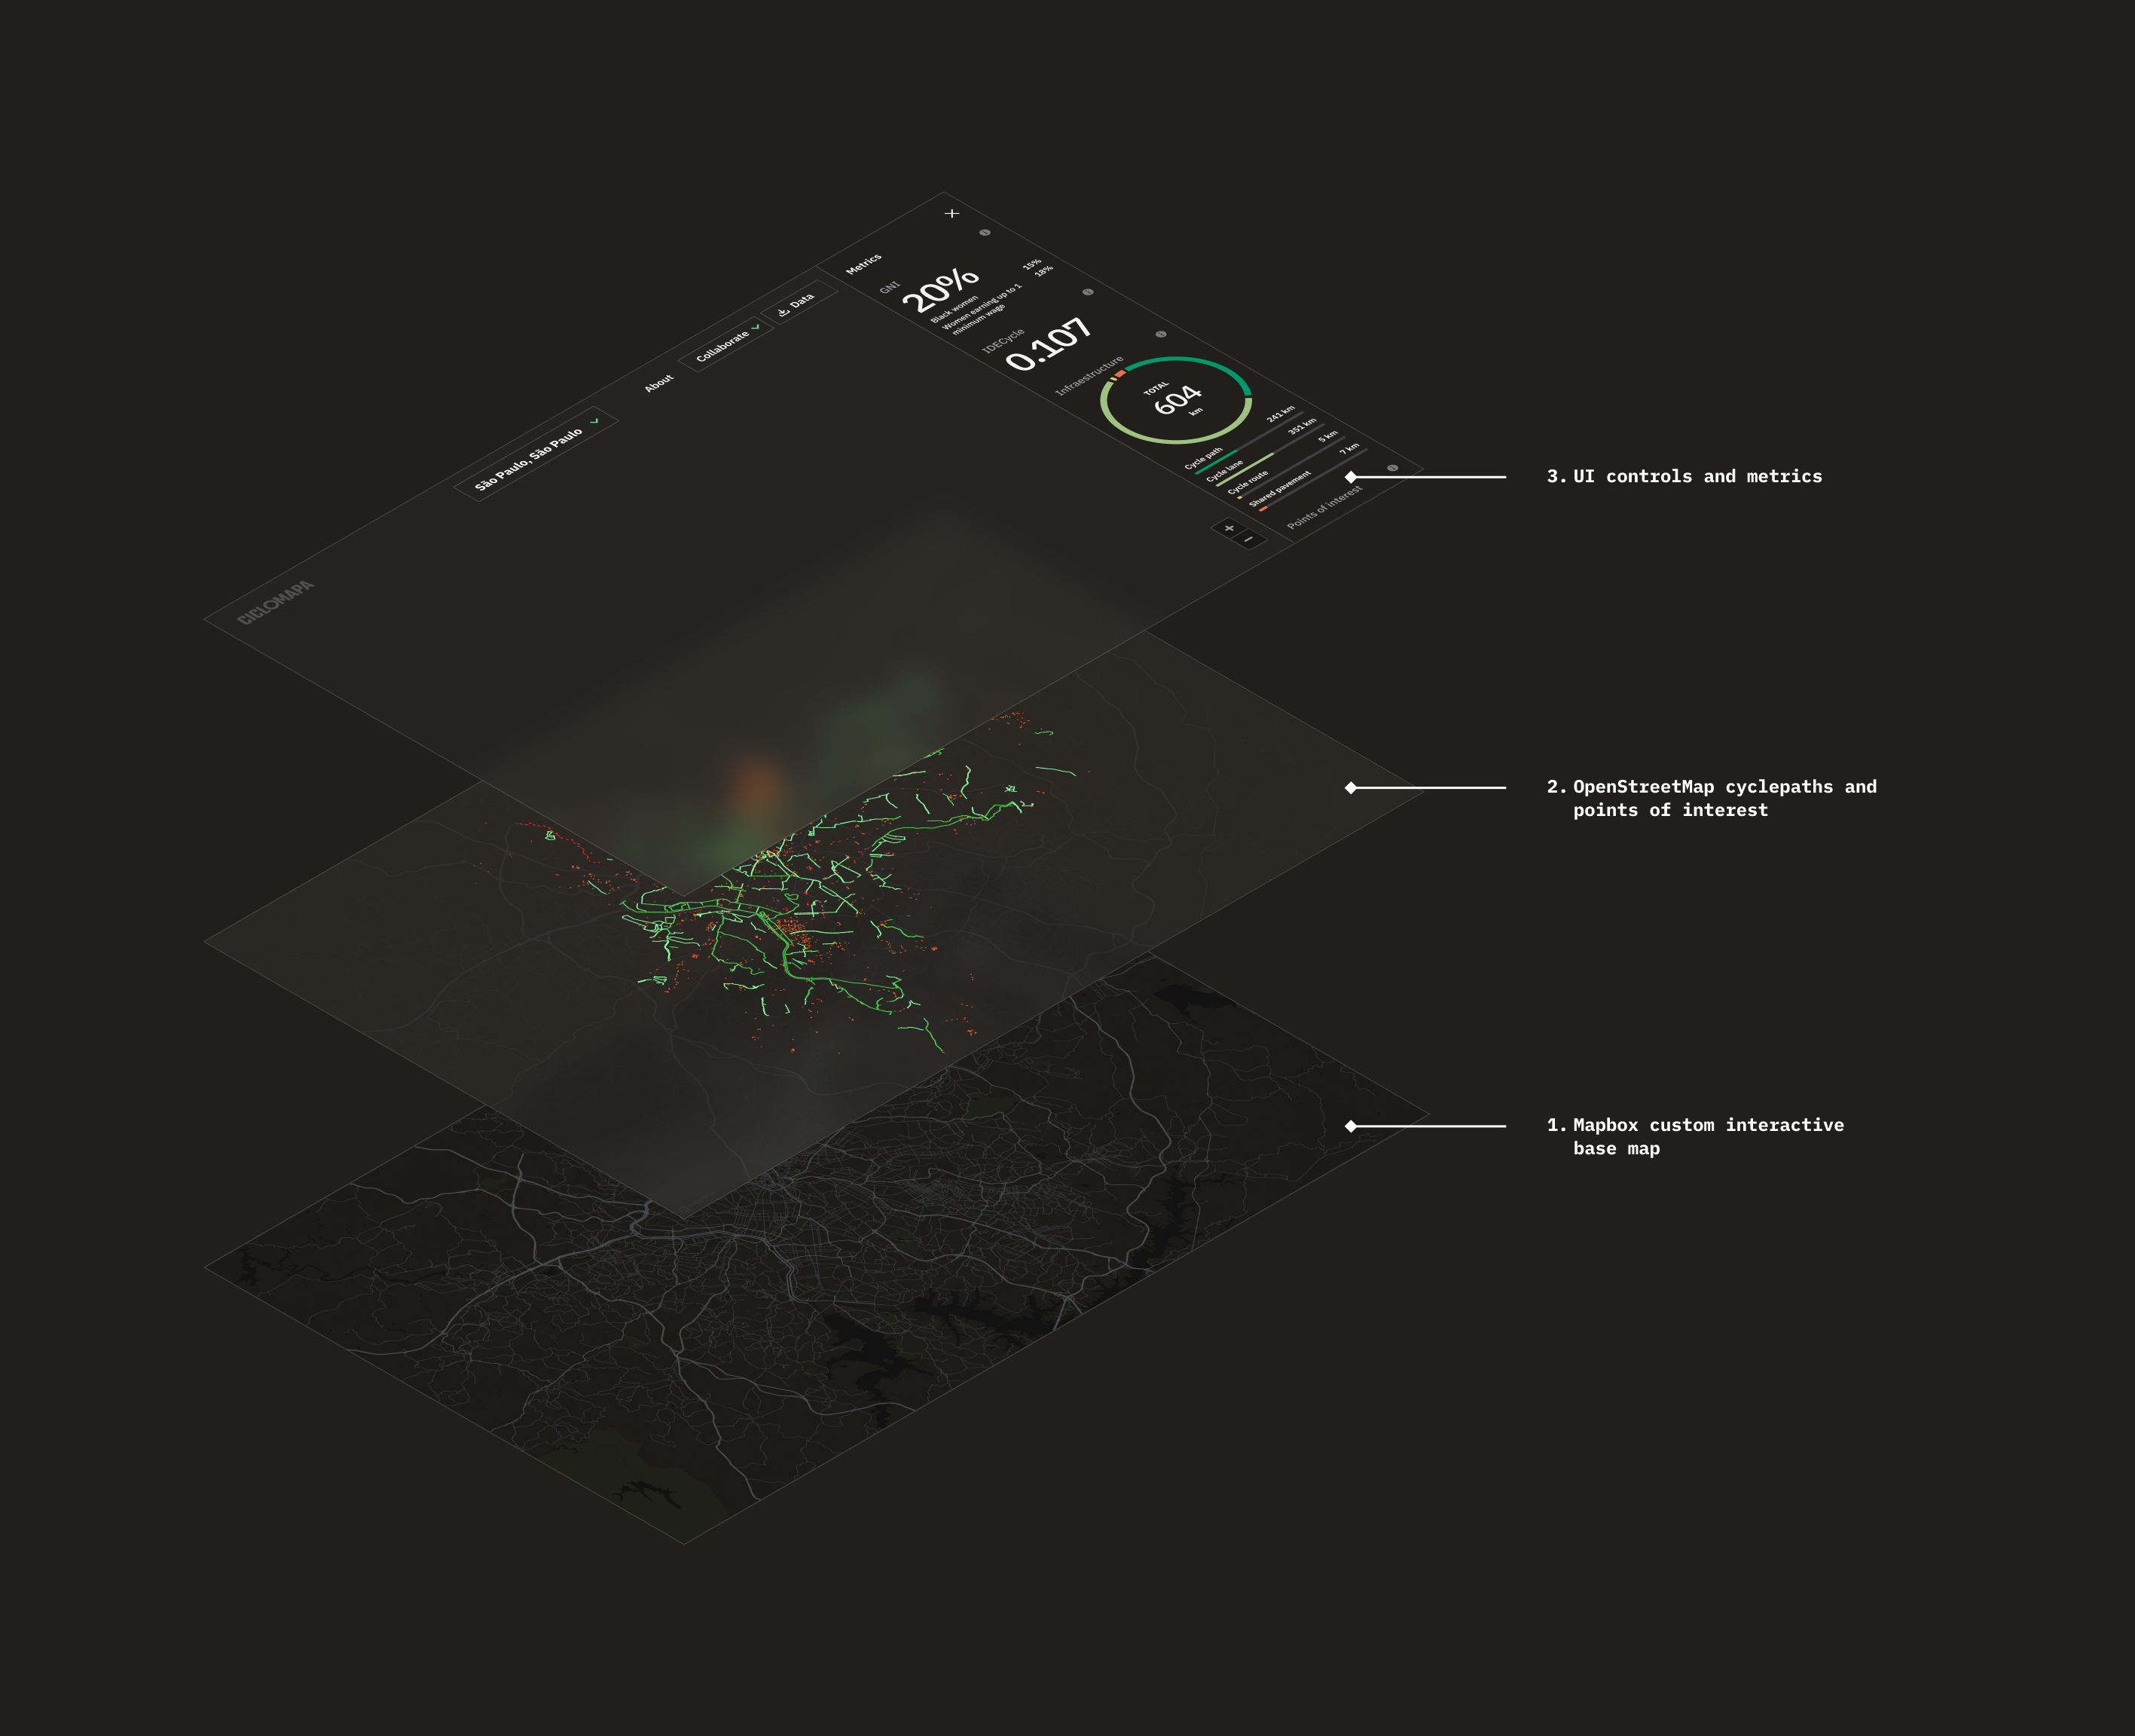 Metrics
GNI
20%
Black women
15%
Women earning up to 1
minimum wage
18%
IDECycle
0.107
Infraestructure
TOTAL
604
km
Cycle path
241 km
Cycle lane
351 km
Cycle route
5 km
Shared pavement
7 km
Points of interest
Data
Collaborate
About
São Paulo, São Paulo
CICLOMAPA
+
−
3. UI controls and metrics
2. OpenStreetMap cyclepaths and
points of interest
1. Mapbox custom interactive
base map